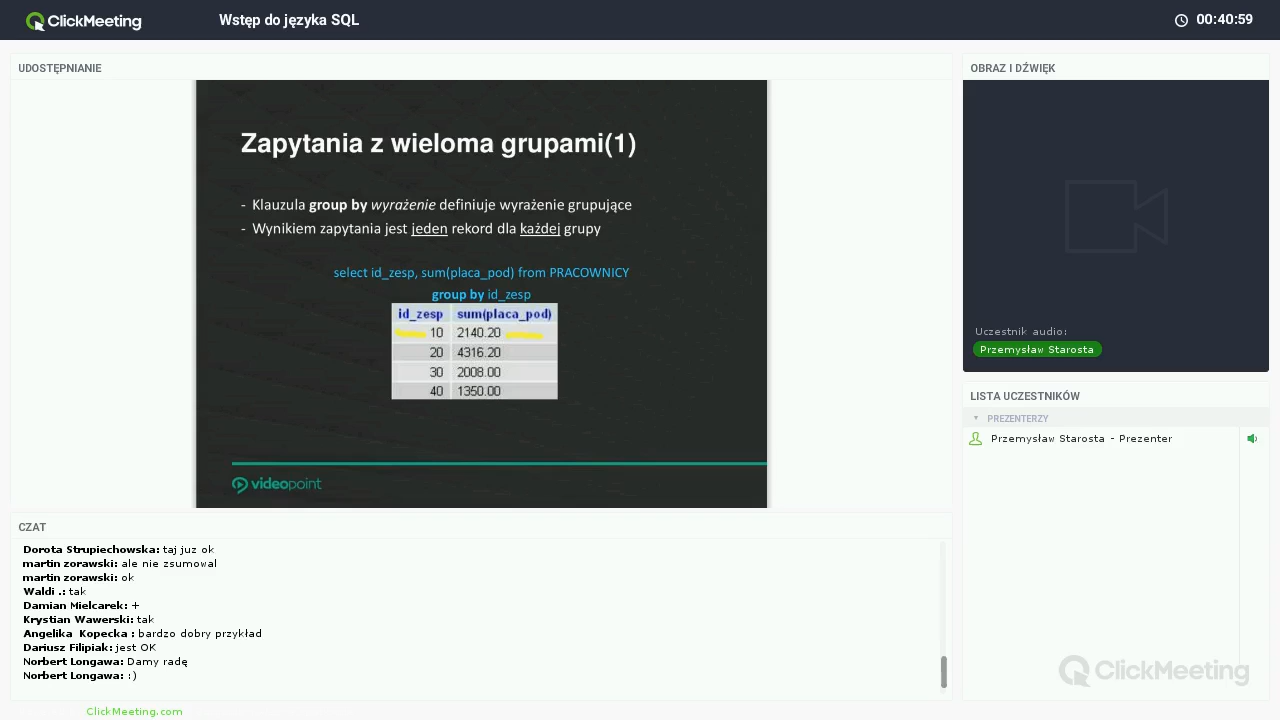 ClickMeeting
Wstęp do języka SQL
00:40:59
UDOSTĘPNIANIE
Zapytania z wieloma grupami(1)
- Klauzula group by wyrażenie definiuje wyrażenie grupujące
- Wynikiem zapytania jest jeden rekord dla każdej grupy
select id_zesp, sum(placa_pod) from PRACOWNICY
group by id_zesp
id_zesp sum(placa_pod)
10 2140.20
20 4316.20
30 2008.00
40 1350.00
videopoint
OBRAZ I DŹWIĘK
Uczestnik audio:
Przemysław Starosta
LISTA UCZESTNIKÓW
PREZENTERZY
Przemysław Starosta - Prezenter
CZAT
Dorota Strupiechowska: taj juz ok
martin zorawski: ale nie zsumowal
martin zorawski: ok
Waldi .: tak
Damian Mielcarek: +
Krystian Wawerski: tak
Angelika Kopecka : bardzo dobry przykład
Dariusz Filipiak: jest OK
Norbert Longawa: Damy radę
Norbert Longawa: :)
ClickMeeting
ClickMeeting.com